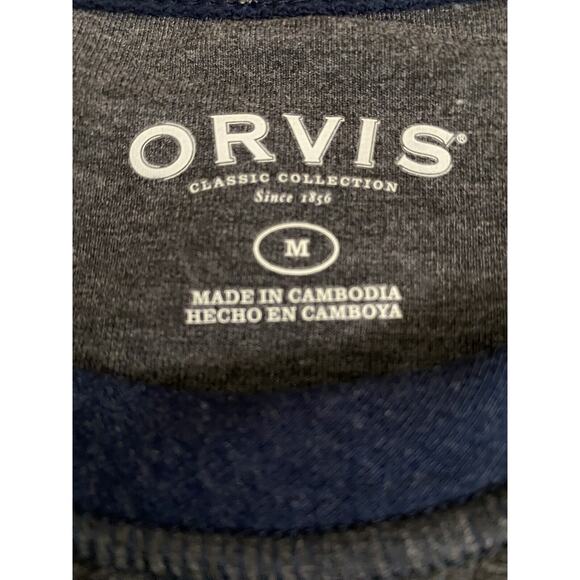 ORVIS®
CLASSIC COLLECTION
Since 1856
M
MADE IN CAMBODIA
HECHO EN CAMBOYA